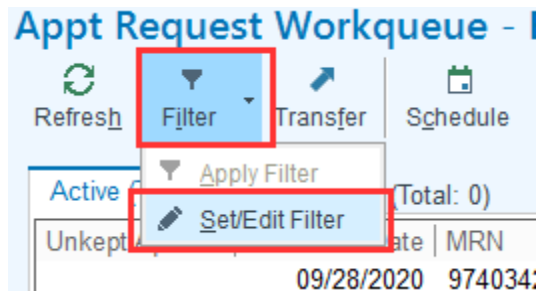 Appt Request Workqueue -
Refresh Filter Transfer Schedule
Apply Filter
Active (Total: 0)
Set/Edit Filter
Unkept MRN
09/28/2020 9740342